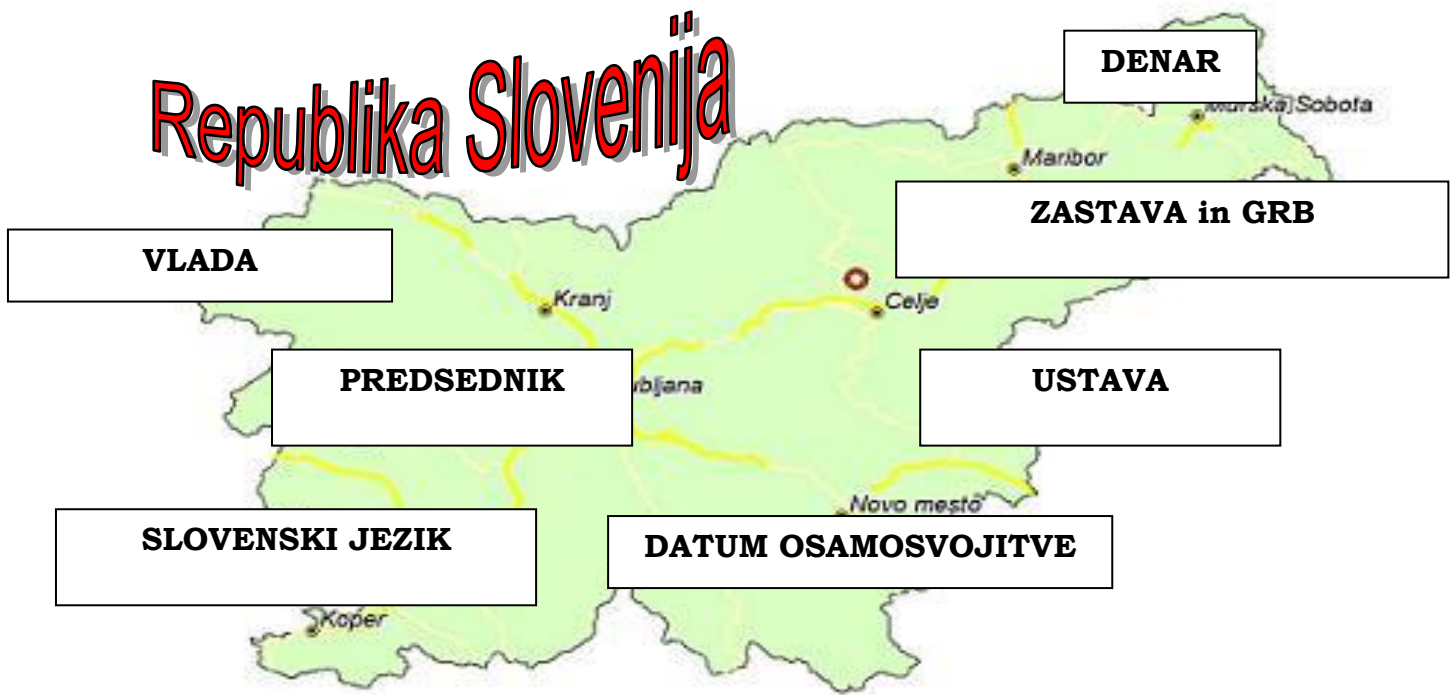 Republika Slovenija
DENAR
Murska Sobota
Maribor
ZASTAVA in GRB
VLADA
Kranj
Celje
PREDSEDNIK
ubljana
USTAVA
Novo mesto
SLOVENSKI JEZIK
DATUM OSAMOSVOJITVE
Koper